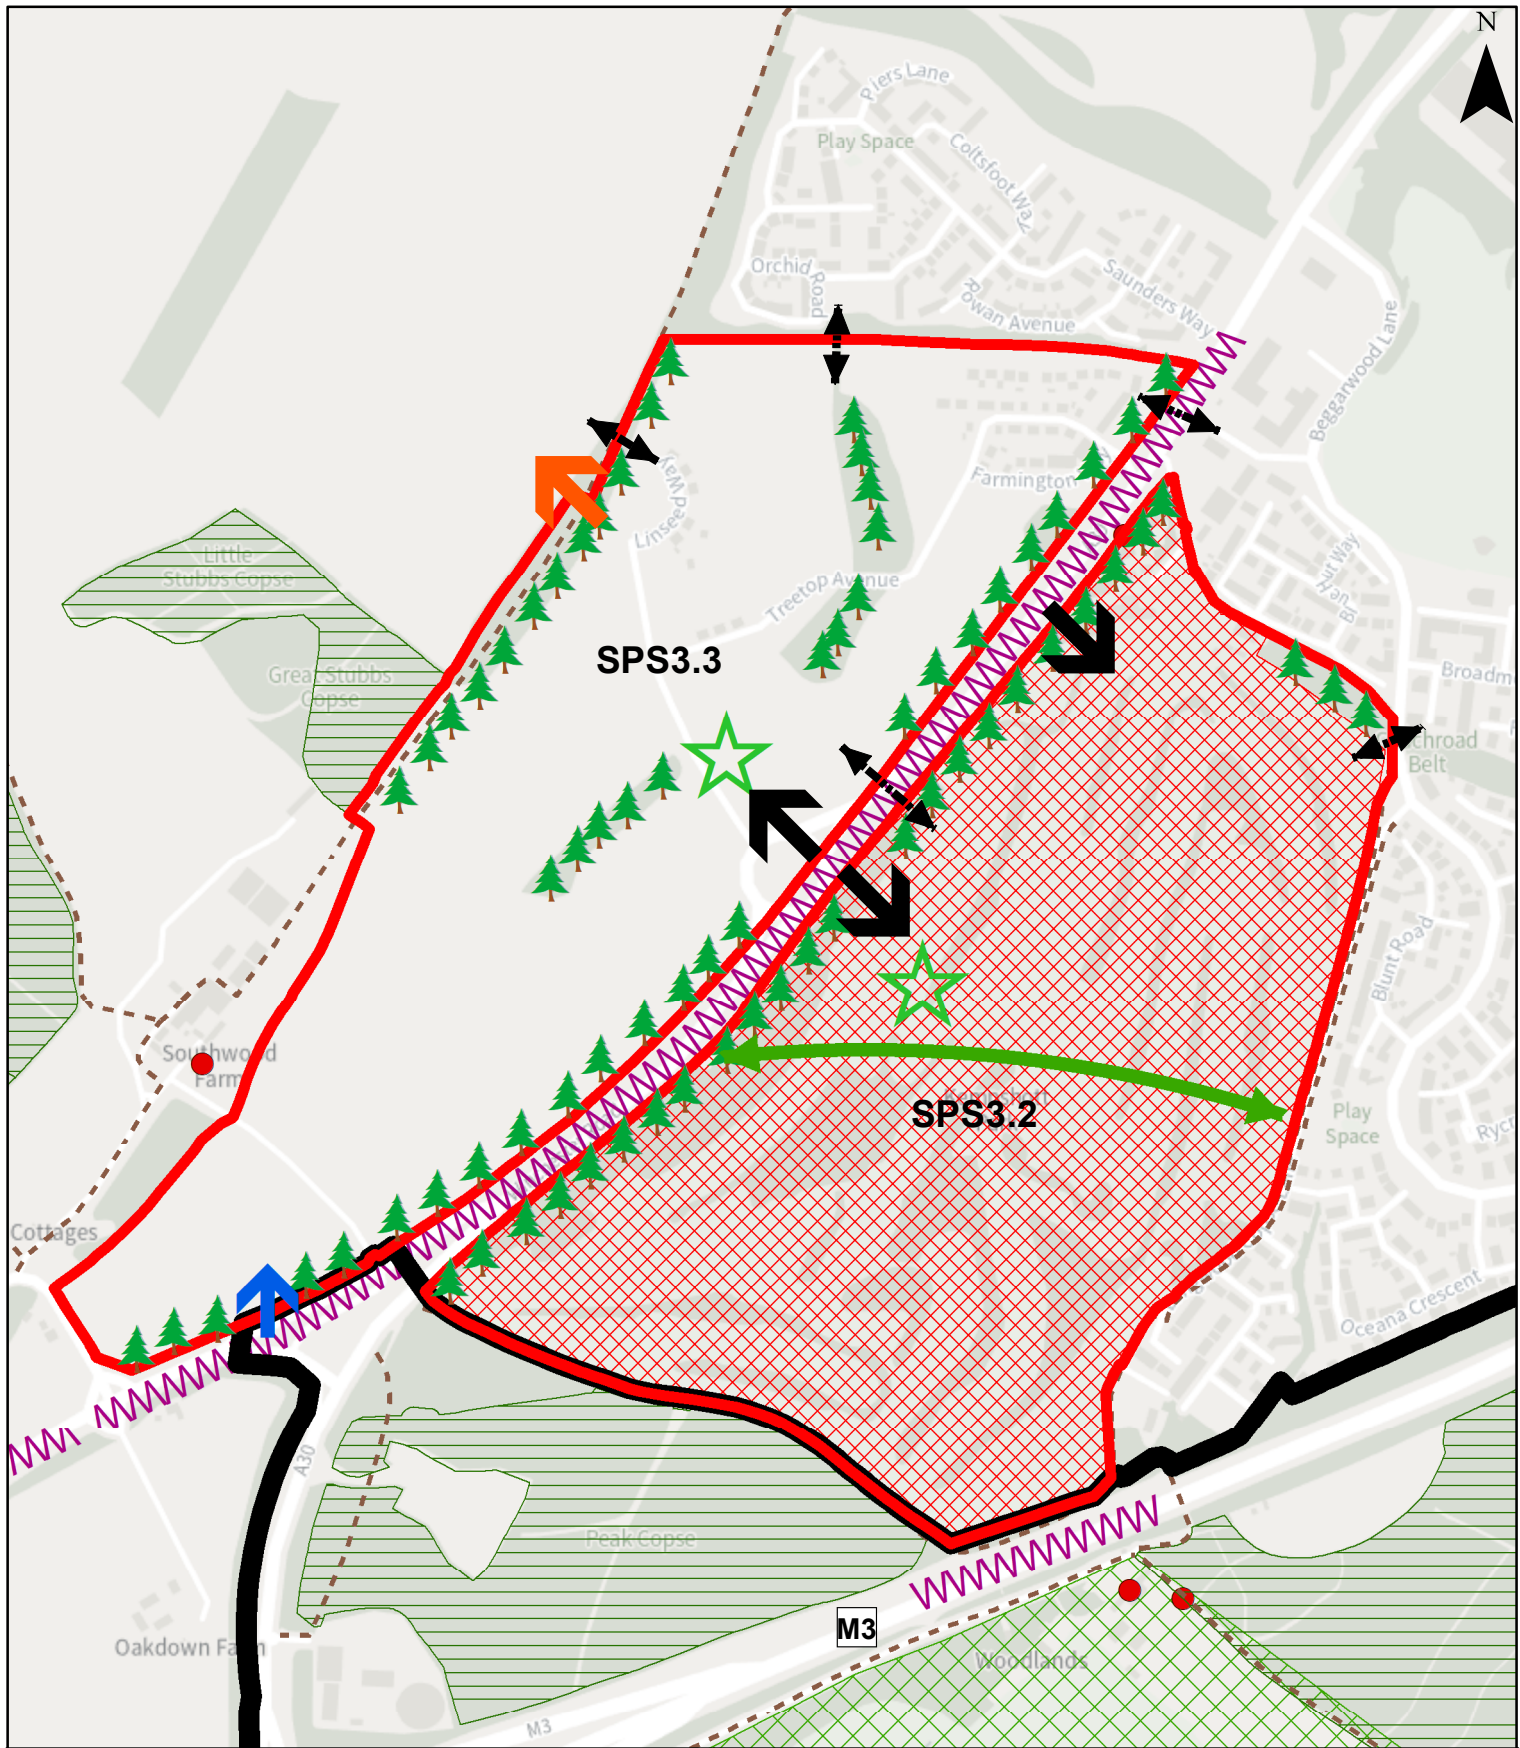 N
Piers Lane
Play Space
Coltsfoot Way
Orchid
Road
Saunders Way
Rowan Avenue
Beggarwood Lane
Farmington
Linseed Way
Little
Stubbs Copse
Treetop Avenue
Great Stubbs
Copse
SPS3.3
Broadm
Belt
Blunt Road
Southwood
Farm
SPS3.2
Play
Space
Rycr
Cottages
Oceana Crescent
A30
Peak Copse
M3
Oakdown Farm
Woodlands
M3